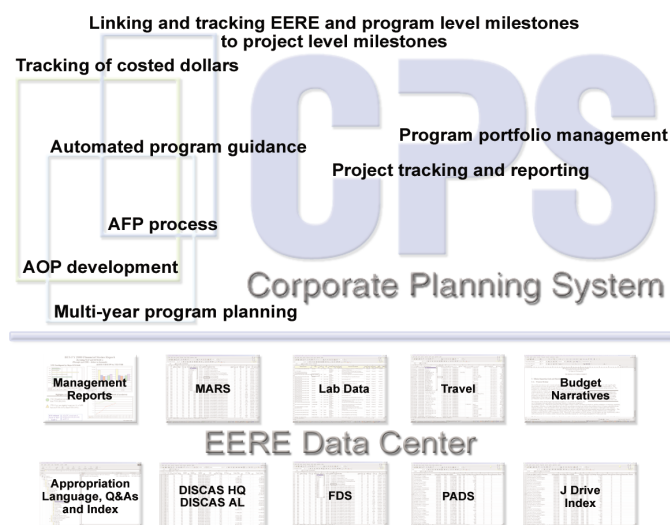 Linking and tracking EERE and program level milestones
to project level milestones
Tracking of costed dollars
CPS
Program portfolio management
Automated program guidance
Project tracking and reporting
AFP process
AOP development
Corporate Planning System
Multi-year program planning
Management
Reports
MARS
Lab Data
Travel
Budget
Narratives
EERE Data Center
Appropriation
Language, Q&As
and Index
DISCAS HQ
DISCAS AL
FDS
PADS
J Drive
Index